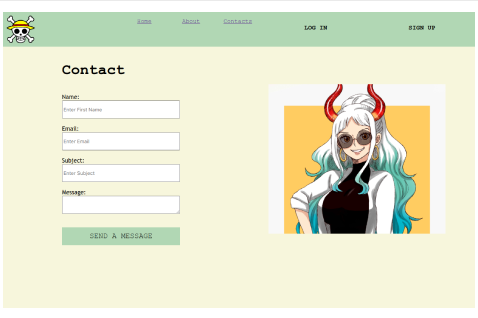 Home About Contacts LOG IN SIGN UP
Contact
Name:
Enter First Name
Email:
Enter Email
Subject:
Enter Subject
Message:
SEND A MESSAGE